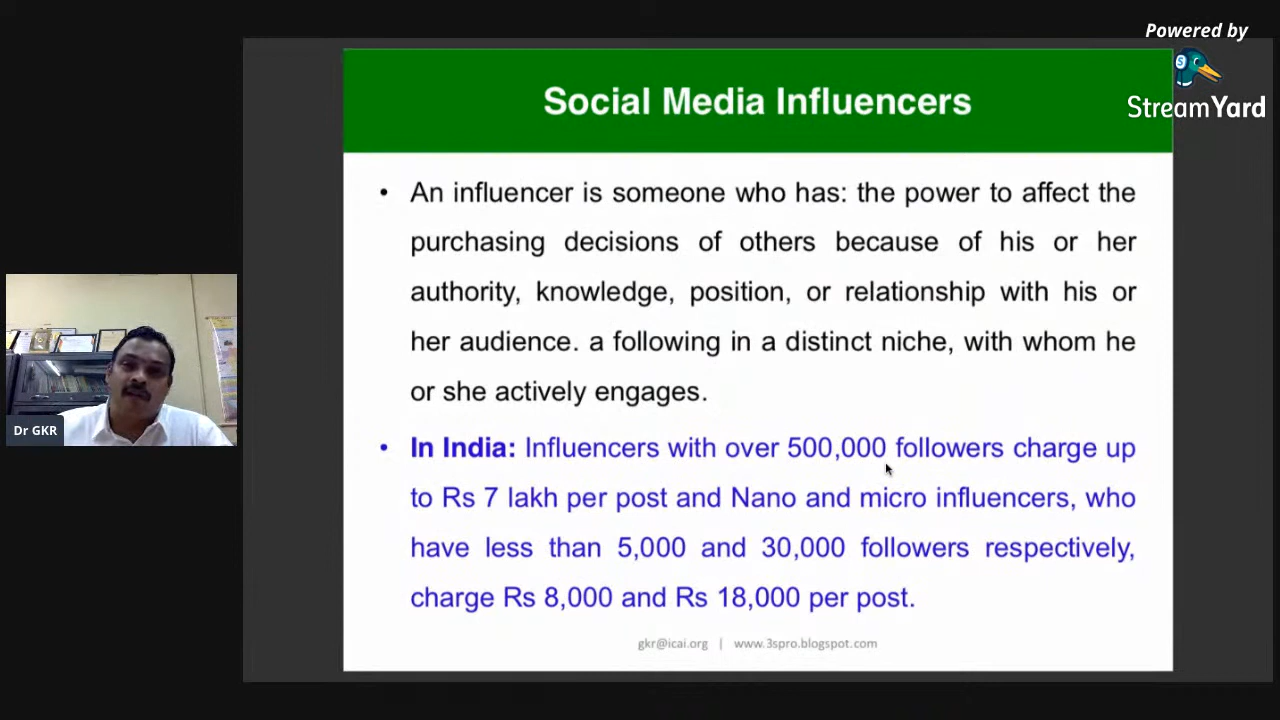 Powered by
StreamYard
Social Media Influencers
• An influencer is someone who has: the power to affect the
purchasing decisions of others because of his or her
authority, knowledge, position, or relationship with his or
her audience. a following in a distinct niche, with whom he
or she actively engages.
• In India: Influencers with over 500,000 followers charge up
to Rs 7 lakh per post and Nano and micro influencers, who
have less than 5,000 and 30,000 followers respectively,
charge Rs 8,000 and Rs 18,000 per post.
gkr@icai.org | www.3spro.blogspot.com
Dr GKR